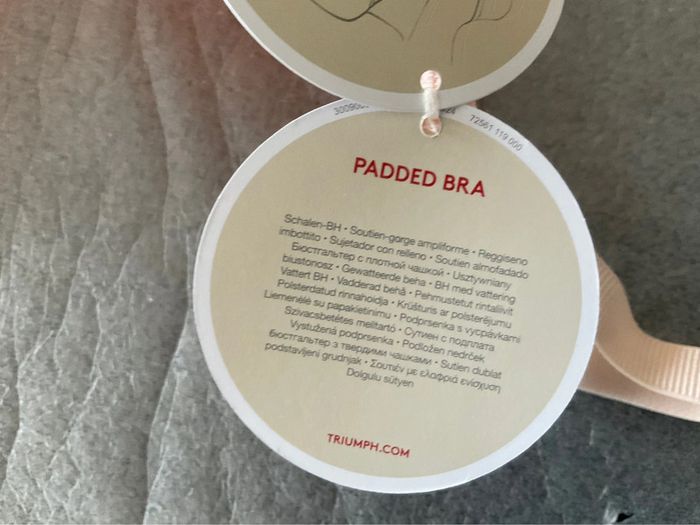 72561 119 000
PADDED BRA
Schalen-BH • Soutien-gorge ampliforme • Reggiseno
imbottito • Sujetador con relleno • Soutien almofadado
Бюстгальтер с плотной чашкой • Usztywniany
biustonosz • Gewatteerde beha • BH med vattering
Vattert BH • Vadderad behå • Pehmustetut rintaliivit
Polsterdatud rinnahoidja • Krūšturis ar polsterējumu
Liemenėlė su papakietinimu • Podprsenka s vycpávkami
Szivacsbetétes melltartó • Сутиен с подплата
Vystužená podprsenka • Podložen nedrček
Бюстгальтер з твердими чашками • Sutien dublat
podstavljeni grudnjak • Σουτιέν με ελαφριά ενίσχυση
Dolgulu sütyen
TRIUMPH.COM